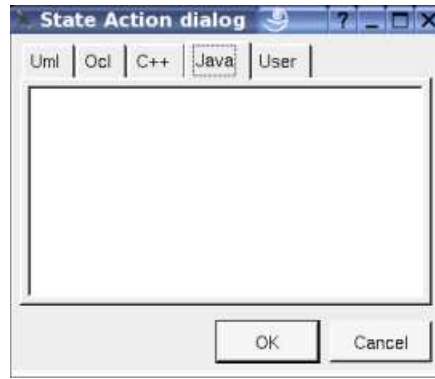 State Action dialog ? _ □ X
Uml Ocl C++ Java User
OK Cancel